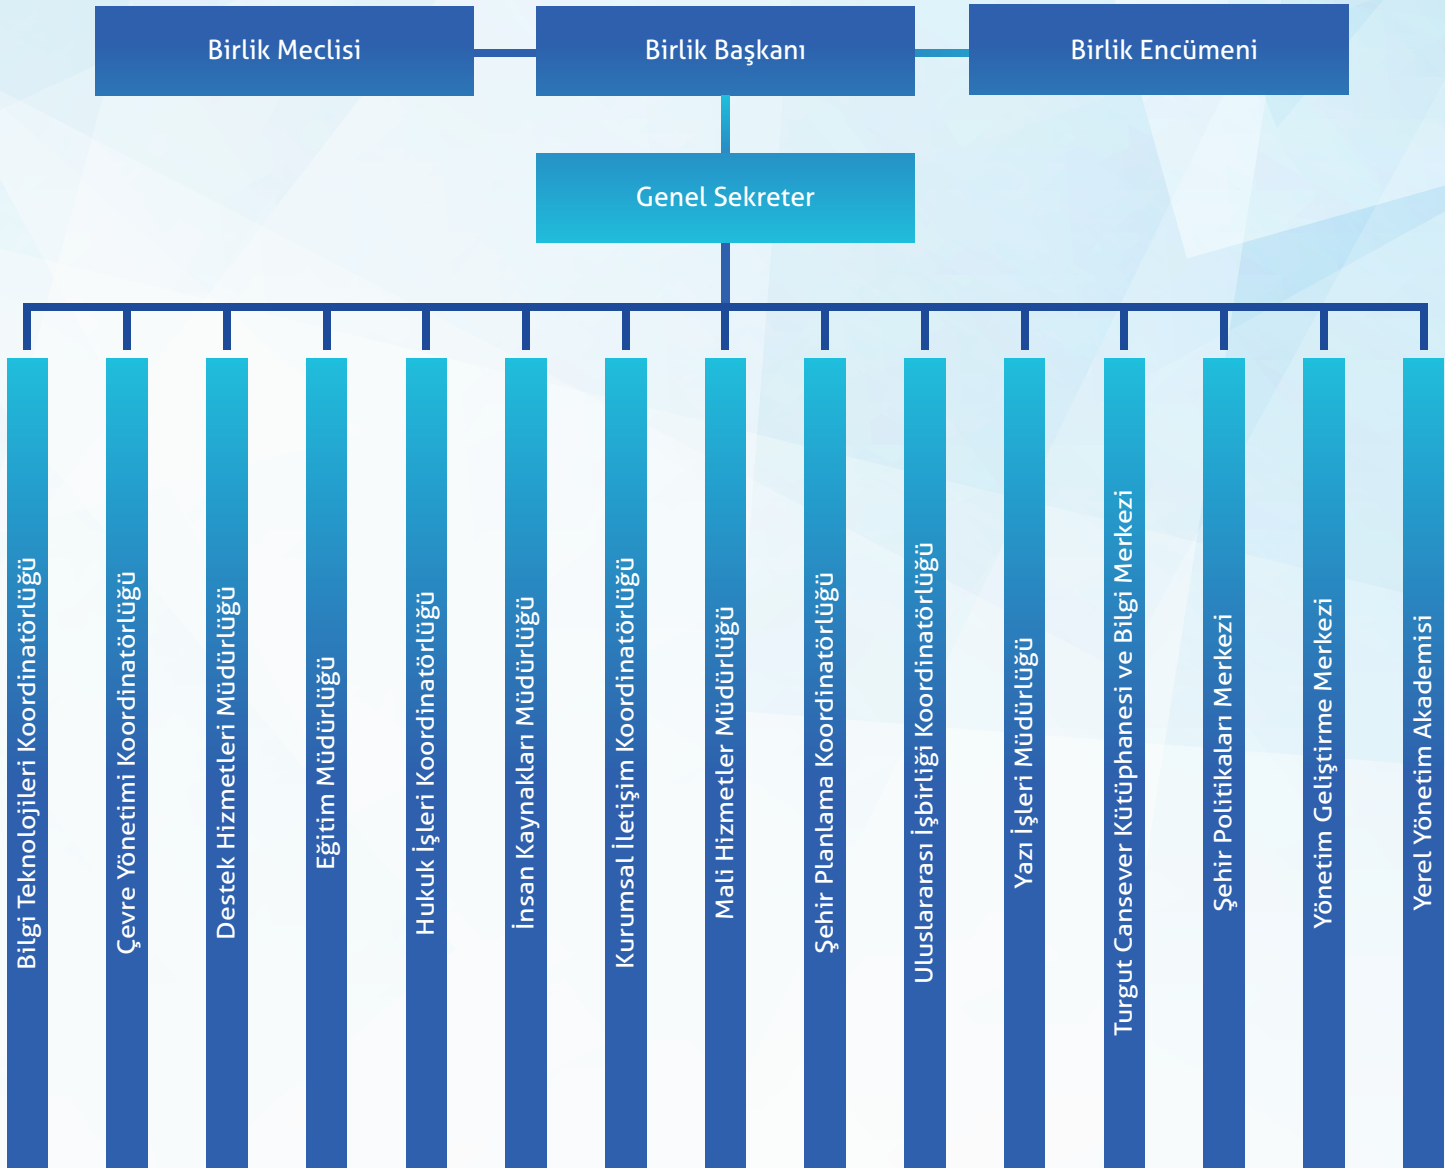 Birlik Meclisi
Birlik Başkanı
Birlik Encümeni
Genel Sekreter
Bilgi Teknolojileri Koordinatörlüğü
Çevre Yönetimi Koordinatörlüğü
Destek Hizmetleri Müdürlüğü
Eğitim Müdürlüğü
Hukuk İşleri Koordinatörlüğü
İnsan Kaynakları Müdürlüğü
Kurumsal İletişim Koordinatörlüğü
Mali Hizmetler Müdürlüğü
Şehir Planlama Koordinatörlüğü
Uluslararası İşbirliği Koordinatörlüğü
Yazı İşleri Müdürlüğü
Turgut Cansever Kütüphanesi ve Bilgi Merkezi
Şehir Politikaları Merkezi
Yönetim Geliştirme Merkezi
Yerel Yönetim Akademisi